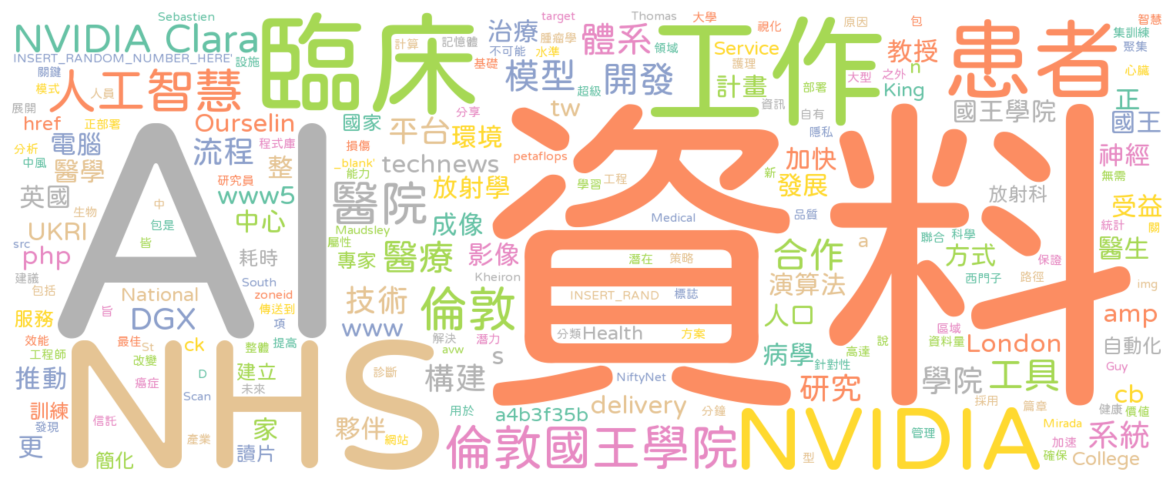 Sebastien
target
Thomas
大學
視化
原因
包
智慧
集訓練
NVIDIA Clara
治療
體系
領域
聚集
INSERT_RANDOM_NUMBER_HERE'
設施
計算
記憶體
不可能
腫瘤學
水準
護理
教授
大型
之外
心臟
關鍵
臨床
工作
患者
模式
人員
人工智慧
基礎
Service
n
模型
開發
計畫
部署
King
展開
分享
超級
資訊
自有
國王學院
正
國王
href
正部署
Ourselin
國家
損傷
平台
環境
tw
隱私
電腦
程式庫
_blank'
petaflops
新
加快
神經
分析
中風
流程
能力
technews
學習
工程
醫學
整
研究員
www5
放射學
發展
放射科
無需
英國
生物
中
中心
醫院
Medical
品質
受益
UKRI
包是
Maudsley
成像
聯合
科學
統計
關
src
皆
屬性
a
php
耗時
專家
醫療
影像
潛在
策略
合作
方式
保證
醫生
建議
South
Kheiron
西門子
路徑
包括
旨
National
zoneid
技術
倫敦
INSERT_RAND
標誌
演算法
img
傳送到
服務
DGX
項
www
人口
區域
amp
效能
最佳
St
ck
整體
提高
解決
潛力
分類
Health
方案
高速
說
資料量
London
工程師
改變
avw
s
病學
針對性
自動化
AI
資料
推動
癌症
D
建立
診斷
構建
NiftyNet
學院
工具
Guy
Scan
未來
訓練
用於
a4b3f35b
delivery
分鐘
研究
採用
篇章
cb
健康
價值
發現
信託
家
夥伴
網站
Mirada
更
產業
管理
加速
系統
簡化
讀片
NHS
倫敦國王學院
型
NVIDIA
確保
College